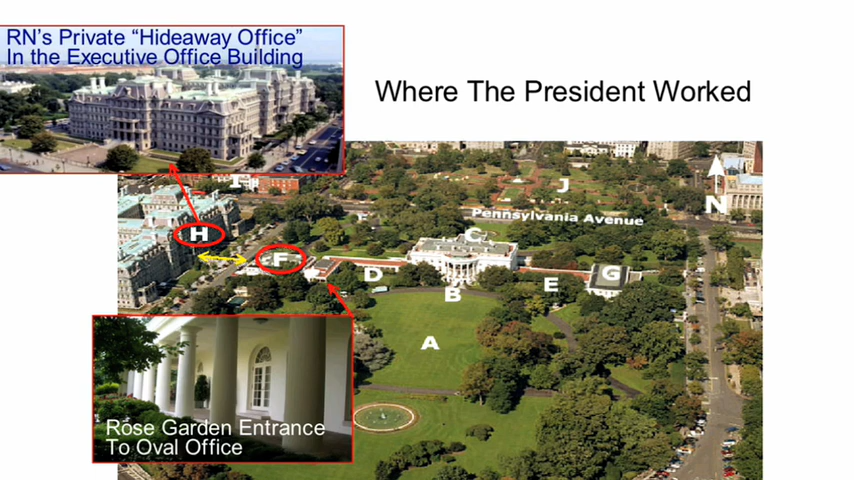 RN's Private “Hideaway Office”
In the Executive Office Building
Where The President Worked
J
N
Pennsylvania Avenue
H
C
F
D
E
G
B
A
Rose Garden Entrance
To Oval Office